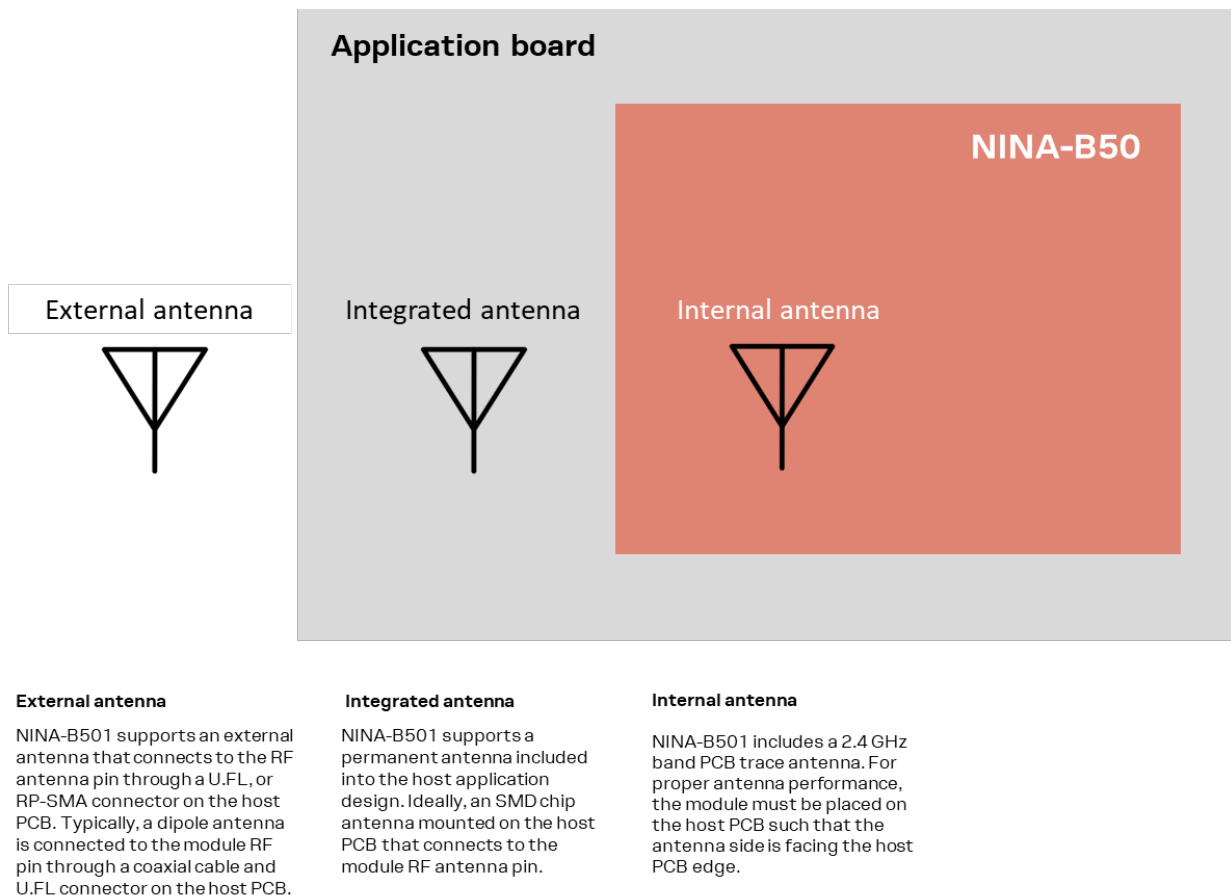 Application board
NINA-B50
External antenna
Integrated antenna
Internal antenna
External antenna
NINA-B501 supports an external
antenna that connects to the RF
antenna pin through a U.FL, or
RP-SMA connector on the host
PCB. Typically, a dipole antenna
is connected to the module RF
pin through a coaxial cable and
U.FL connector on the host PCB.
Integrated antenna
NINA-B501 supports a
permanent antenna included
into the host application
design. Ideally, an SMD chip
antenna mounted on the host
PCB that connects to the
module RF antenna pin.
Internal antenna
NINA-B501 includes a 2.4 GHz
band PCB trace antenna. For
proper antenna performance,
the module must be placed on
the host PCB such that the
antenna side is facing the host
PCB edge.